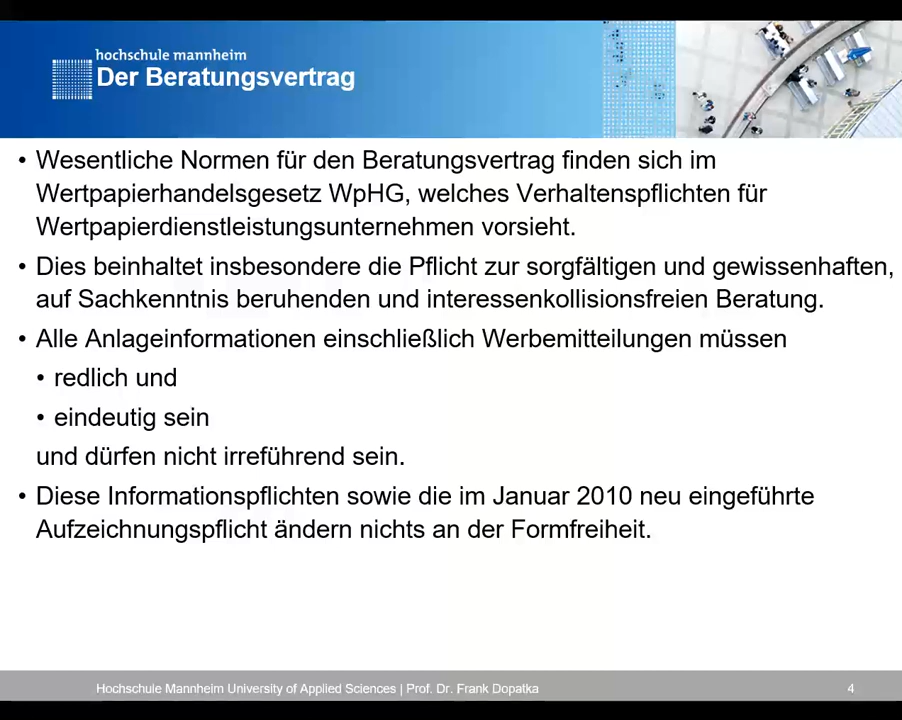 hochschule mannheim
Der Beratungsvertrag
• Wesentliche Normen für den Beratungsvertrag finden sich im
Wertpapierhandelsgesetz WpHG, welches Verhaltenspflichten für
Wertpapierdienstleistungsunternehmen vorsieht.
• Dies beinhaltet insbesondere die Pflicht zur sorgfältigen und gewissenhaften,
auf Sachkenntnis beruhenden und interessenkollisionsfreien Beratung.
• Alle Anlageinformationen einschließlich Werbemitteilungen müssen
• redlich und
• eindeutig sein
und dürfen nicht irreführend sein.
• Diese Informationspflichten sowie die im Januar 2010 neu eingeführte
Aufzeichnungspflicht ändern nichts an der Formfreiheit.
Hochschule Mannheim University of Applied Sciences | Prof. Dr. Frank Dopatka 4